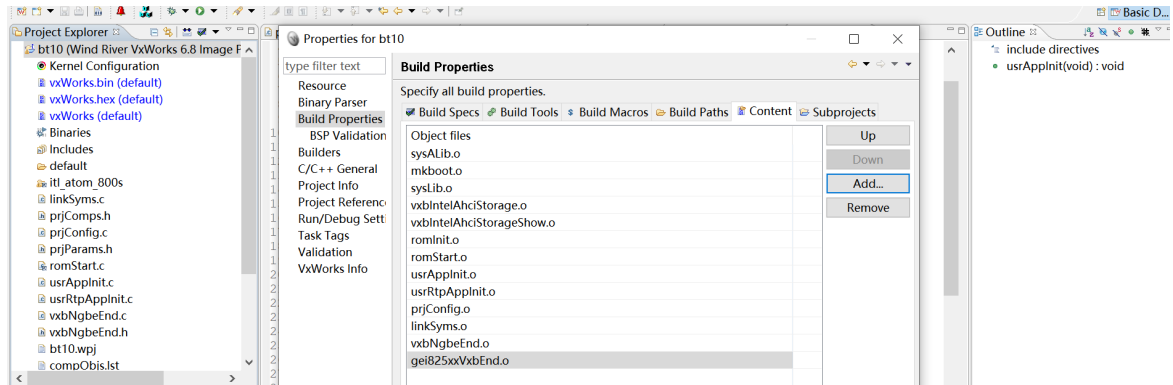 Basic D...
Project Explorer
bt10 (Wind River VxWorks 6.8 Image P
Kernel Configuration
vxWorks.bin (default)
vxWorks.hex (default)
vxWorks (default)
Binaries
Includes
default
itl_atom_800s
linkSyms.c
prjComps.h
prjConfig.c
prjParams.h
romStart.c
usrAppInit.c
usrRtpAppInit.c
vxbNgbeEnd.c
vxbNgbeEnd.h
bt10.wpj
compObjs.lst
Properties for bt10
type filter text
Resource
Binary Parser
Build Properties
BSP Validation
Builders
C/C++ General
Project Info
Project Referenc
Run/Debug Setti
Task Tags
Validation
VxWorks Info
Build Properties
Specify all build properties.
Build Specs Build Tools Build Macros Build Paths Content Subprojects
Object files
sysALib.o
mkboot.o
sysLib.o
vxbIntelAhciStorage.o
vxbIntelAhciStorageShow.o
romInit.o
romStart.o
usrAppInit.o
usrRtpAppInit.o
prjConfig.o
linkSyms.o
vxbNgbeEnd.o
gei825xxVxbEnd.o
Up
Down
Add...
Remove
Outline
include directives
usrAppInit(void) : void